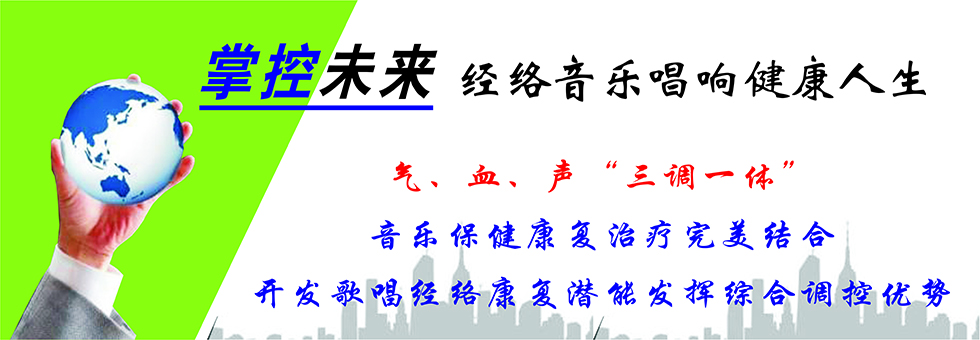 掌控未来 经络音乐唱响健康人生
气、血、声“三调一体”
音乐保健康复治疗完美结合
开发歌唱经络康复潜能发挥综合调控优势